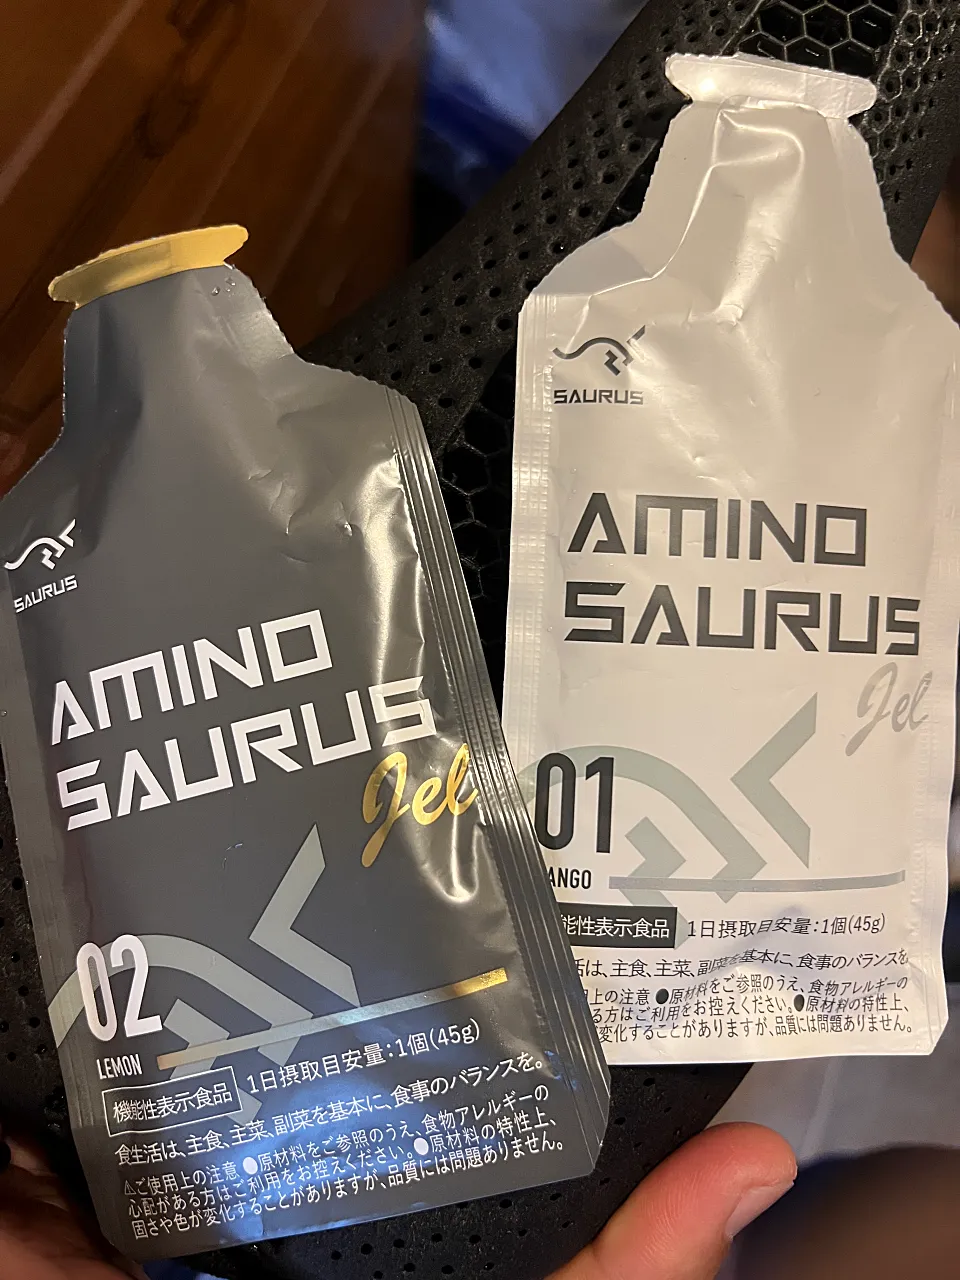 SAURUS
AMINO
SAURUS
Jel
02
LEMON
機能性表示食品 1日摂取目安量:1個(45g)
食生活は、主食、主菜、副菜を基本に、食事のバランスを。
⚠ご使用上の注意 ●原材料をご参照のうえ、食物アレルギーの
心配がある方はご利用をお控えください。●原材料の特性上、
固さや色が変化することがありますが、品質には問題ありません。
SAURUS
AMINO
SAURUS
Jel
01
ANGO
能性表示食品 1日摂取目安量:1個(45g)
活は、主食、主菜、副菜を基本に、食事のバランスを
上の注意 ●原材料をご参照のうえ、食物アレルギーの
る方はご利用をお控えください。●原材料の特性上、
変化することがありますが、品質には問題ありません。